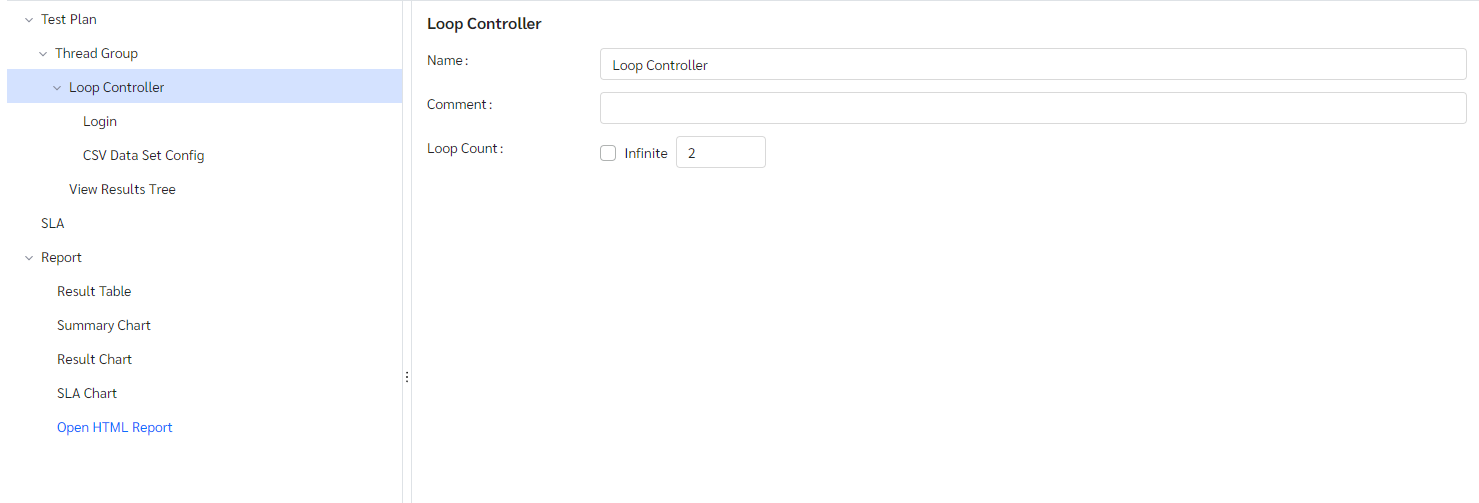 Test Plan
Thread Group
Loop Controller
Login
CSV Data Set Config
View Results Tree
SLA
Report
Result Table
Summary Chart
Result Chart
SLA Chart
Open HTML Report
Loop Controller
Name: Loop Controller
Comment:
Loop Count: Infinite 2